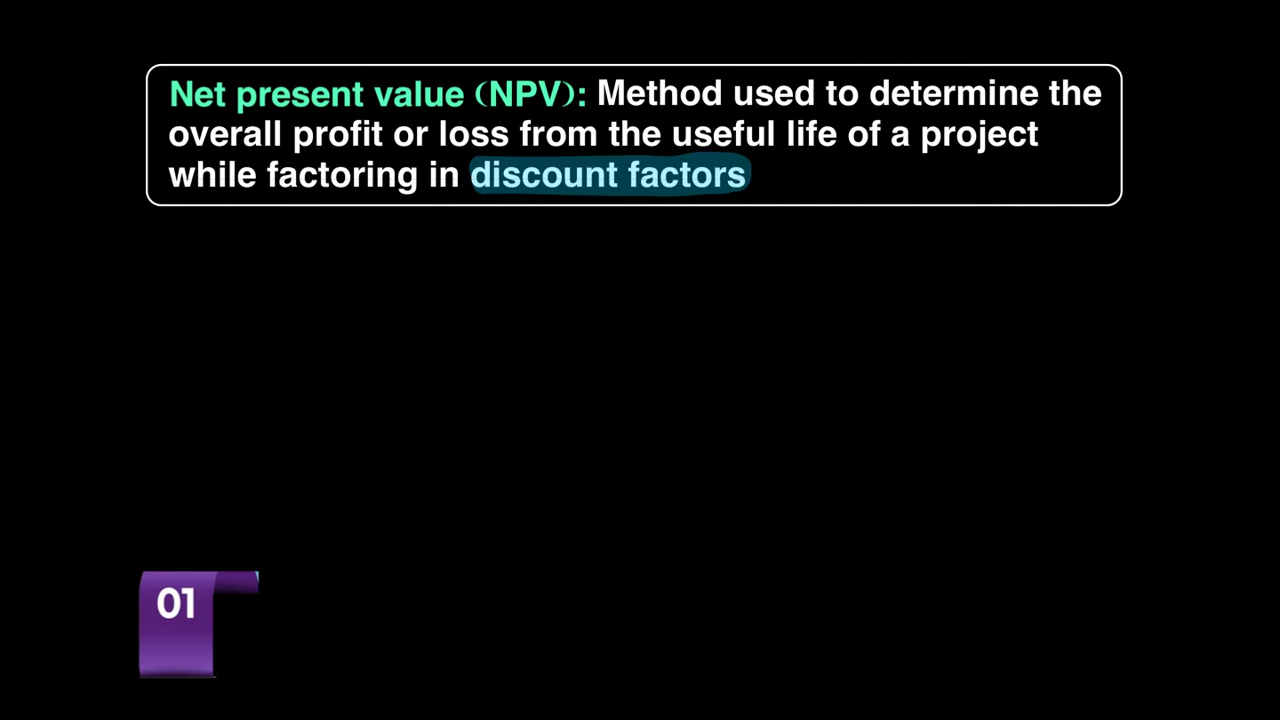 Net present value (NPV): Method used to determine the
overall profit or loss from the useful life of a project
while factoring in discount factors
01